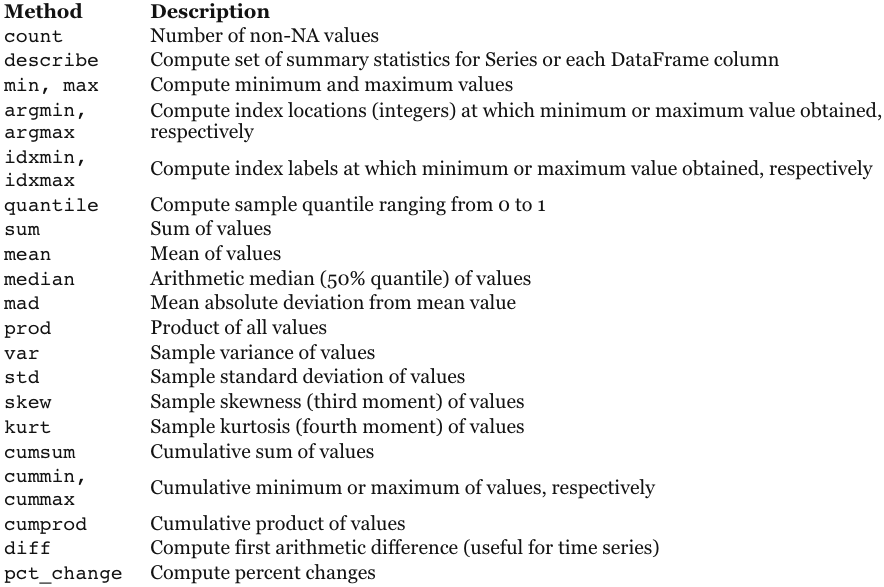 Method Description
count Number of non-NA values
describe Compute set of summary statistics for Series or each DataFrame column
min, max Compute minimum and maximum values
argmin, Compute index locations (integers) at which minimum or maximum value obtained,
argmax respectively
idxmin,
idxmax Compute index labels at which minimum or maximum value obtained, respectively
quantile Compute sample quantile ranging from 0 to 1
sum Sum of values
mean Mean of values
median Arithmetic median (50% quantile) of values
mad Mean absolute deviation from mean value
prod Product of all values
var Sample variance of values
std Sample standard deviation of values
skew Sample skewness (third moment) of values
kurt Sample kurtosis (fourth moment) of values
cumsum Cumulative sum of values
cummin,
cummax Cumulative minimum or maximum of values, respectively
cumprod Cumulative product of values
diff Compute first arithmetic difference (useful for time series)
pct_change Compute percent changes